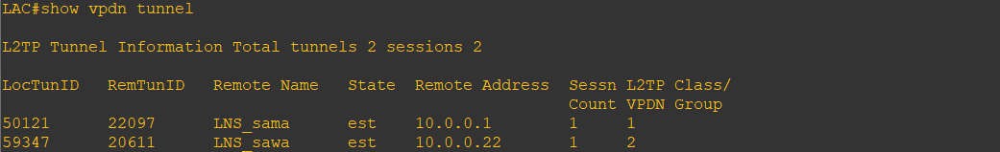 LAC#show vpdn tunnel
L2TP Tunnel Information Total tunnels 2 sessions 2
LocTunID RemTunID Remote Name State Remote Address Sessn L2TP Class/
Count VPDN Group
50121 22097 LNS_sama est 10.0.0.1 1 1
59347 20611 LNS_sawa est 10.0.0.22 1 2